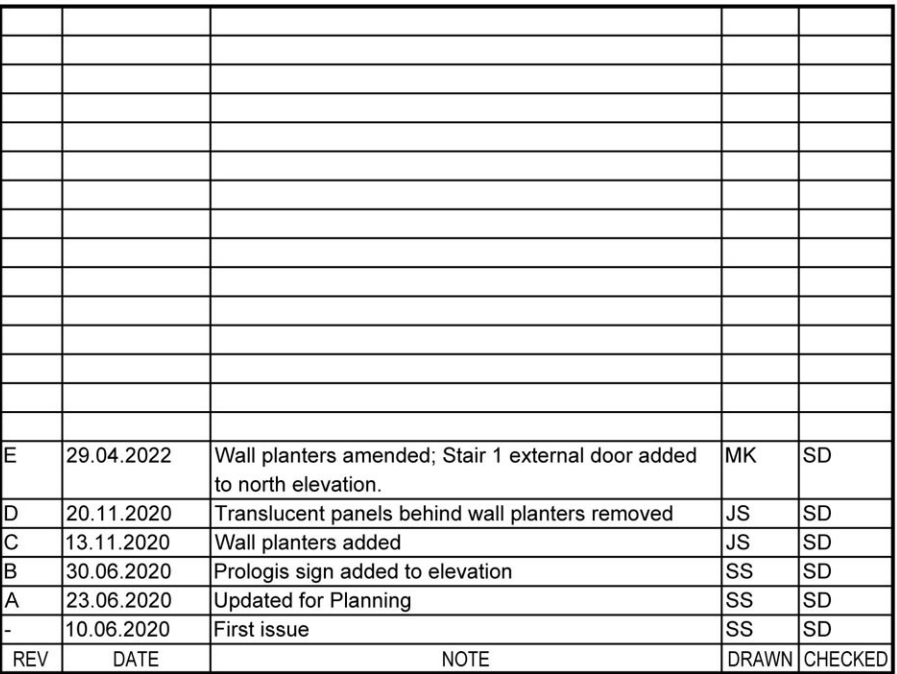 E 29.04.2022 Wall planters amended; Stair 1 external door added MK SD
to north elevation.
D 20.11.2020 Translucent panels behind wall planters removed JS SD
C 13.11.2020 Wall planters added JS SD
B 30.06.2020 Prologis sign added to elevation SS SD
A 23.06.2020 Updated for Planning SS SD
- 10.06.2020 First issue SS SD
REV DATE NOTE DRAWN CHECKED